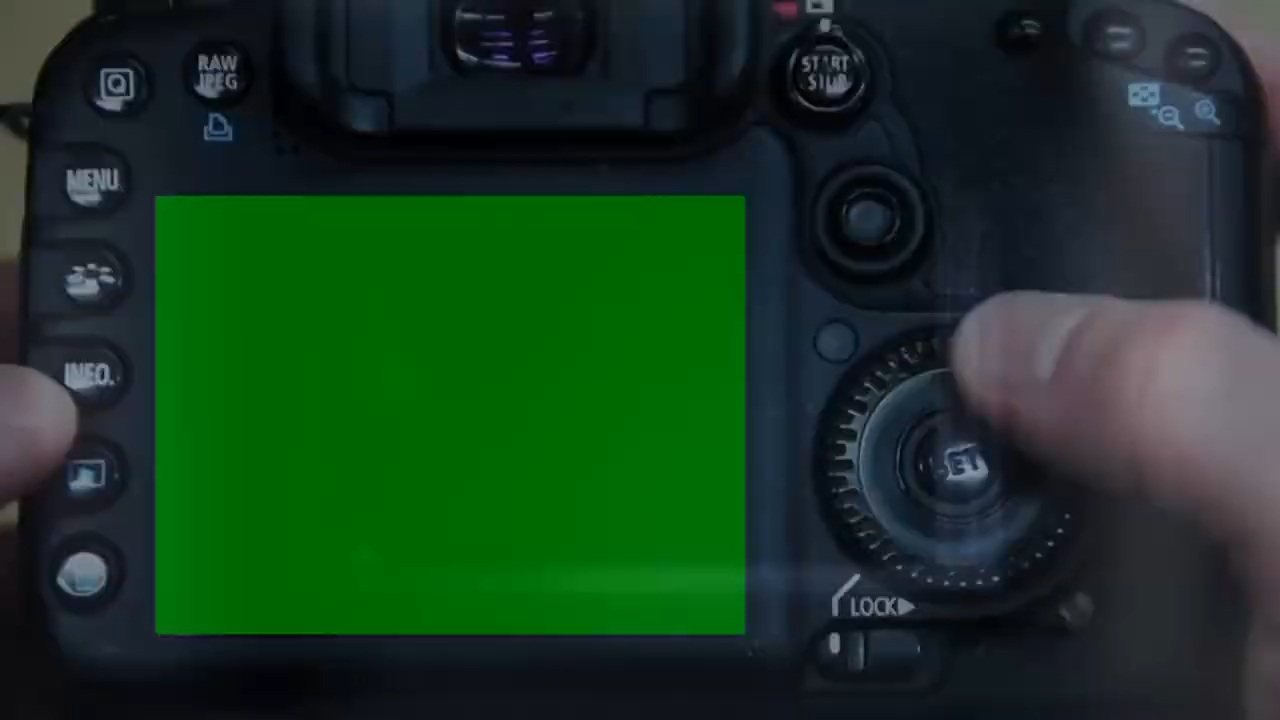 RAW
JPEG
START
STOP
Q
MENU
INFO.
SET
LOCK